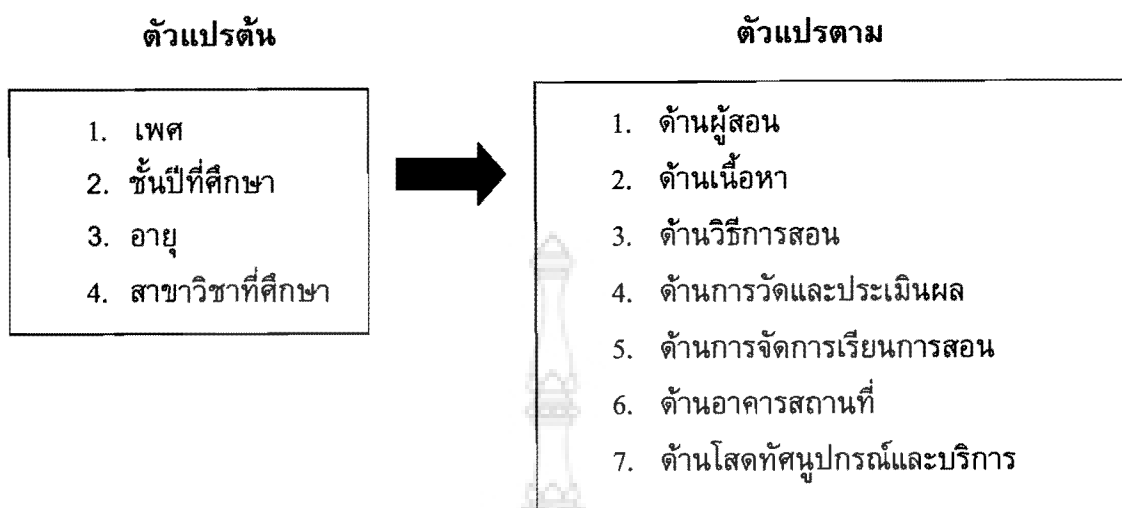 ตัวแปรต้น
1. เพศ
2. ชั้นปีที่ศึกษา
3. อายุ
4. สาขาวิชาที่ศึกษา
ตัวแปรตาม
1. ด้านผู้สอน
2. ด้านเนื้อหา
3. ด้านวิธีการสอน
4. ด้านการวัดและประเมินผล
5. ด้านการจัดการเรียนการสอน
6. ด้านอาคารสถานที่
7. ด้านโสดทัศนูปกรณ์และบริการ